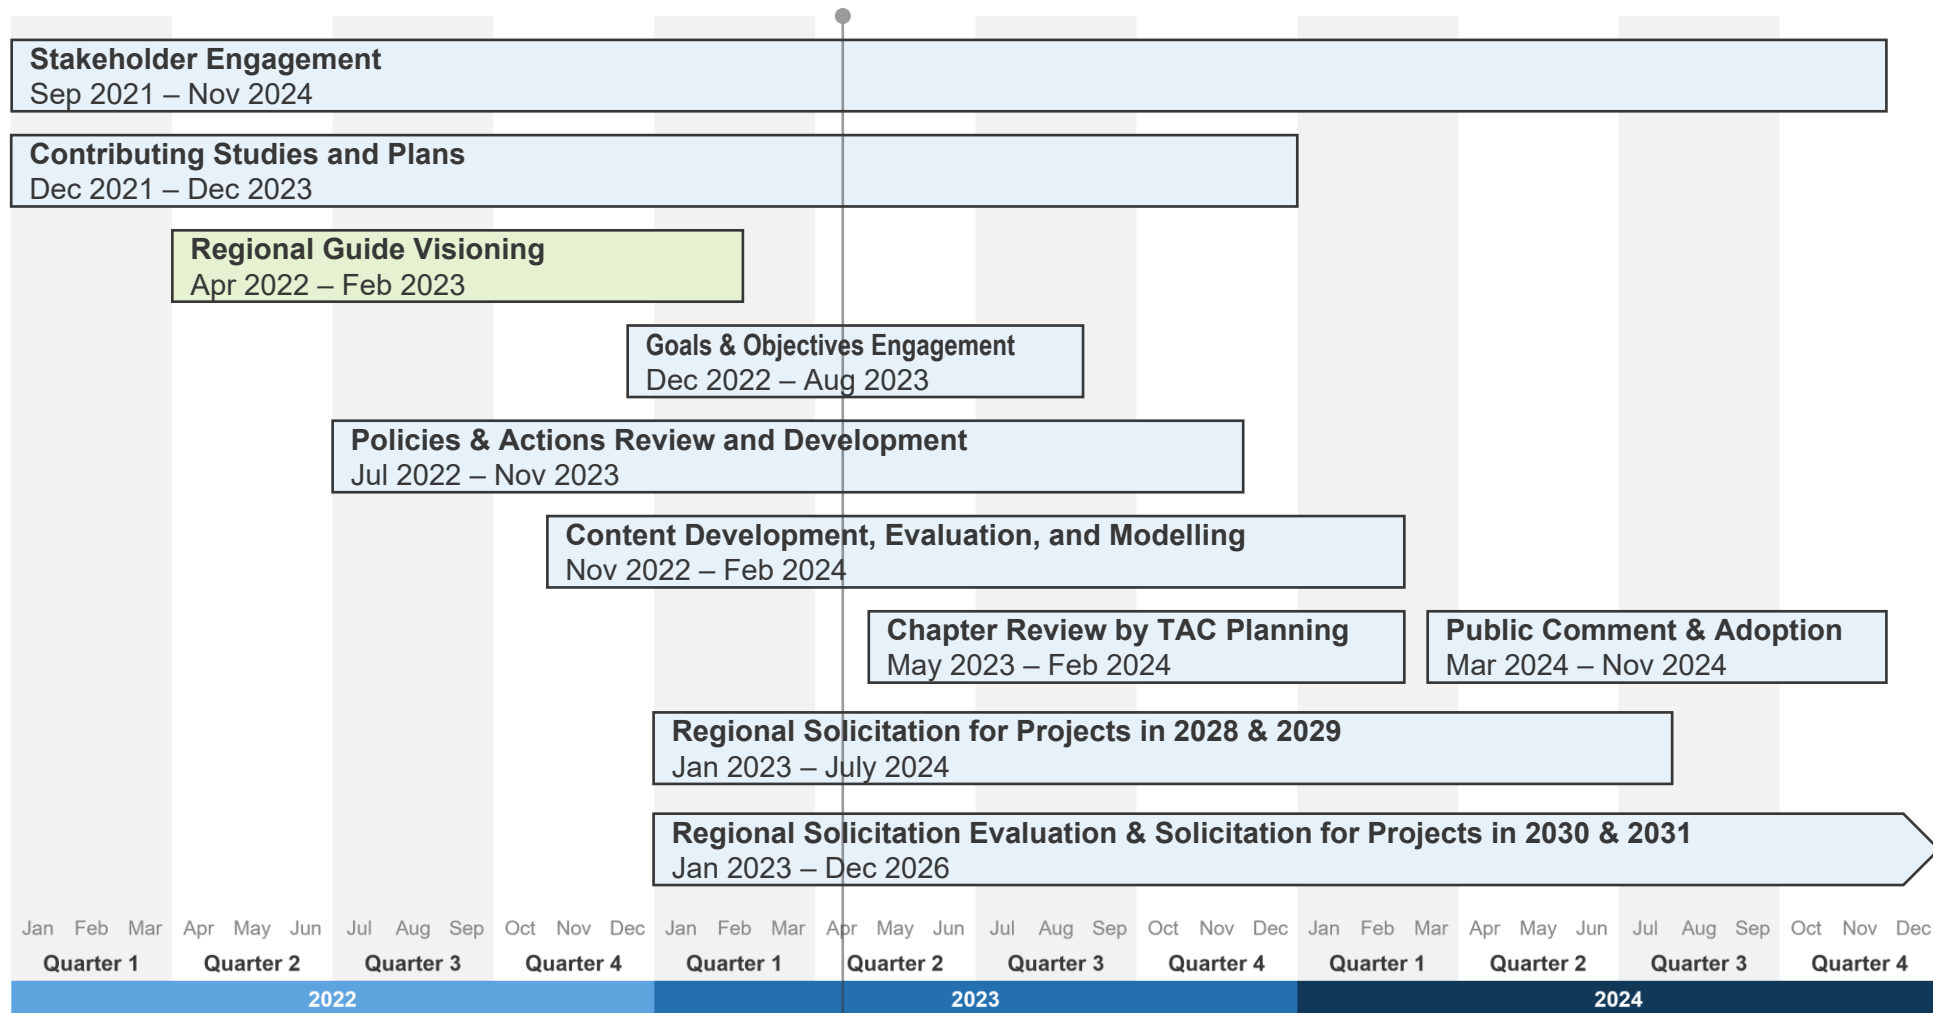 Stakeholder Engagement
Sep 2021 – Nov 2024
Contributing Studies and Plans
Dec 2021 – Dec 2023
Regional Guide Visioning
Apr 2022 – Feb 2023
Goals & Objectives Engagement
Dec 2022 – Aug 2023
Policies & Actions Review and Development
Jul 2022 – Nov 2023
Content Development, Evaluation, and Modelling
Nov 2022 – Feb 2024
Chapter Review by TAC Planning
May 2023 – Feb 2024
Public Comment & Adoption
Mar 2024 – Nov 2024
Regional Solicitation for Projects in 2028 & 2029
Jan 2023 – July 2024
Regional Solicitation Evaluation & Solicitation for Projects in 2030 & 2031
Jan 2023 – Dec 2026
Jan Feb Mar Apr May Jun Jul Aug Sep Oct Nov Dec Jan Feb Mar Apr May Jun Jul Aug Sep Oct Nov Dec Jan Feb Mar Apr May Jun Jul Aug Sep Oct Nov Dec
Quarter 1 Quarter 2 Quarter 3 Quarter 4 Quarter 1 Quarter 2 Quarter 3 Quarter 4 Quarter 1 Quarter 2 Quarter 3 Quarter 4
2022 2023 2024